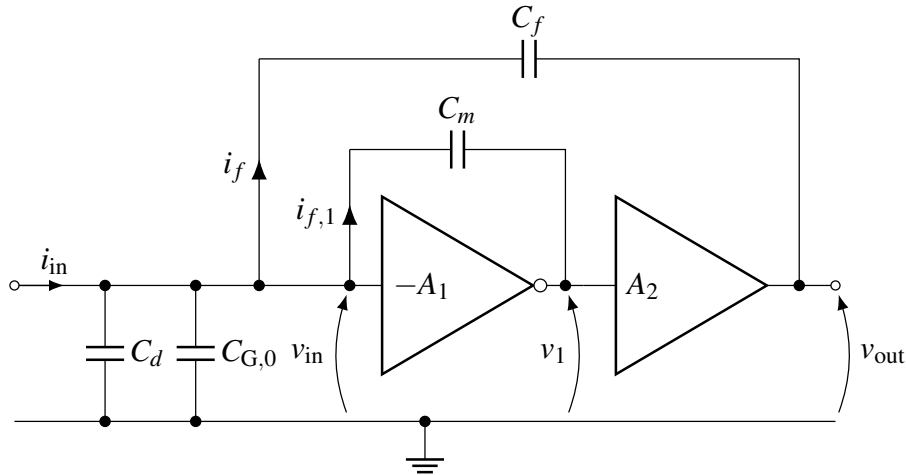 C_f
C_m
i_f
i_{f,1}
i_in
−A_1
A_2
C_d
C_{G,0}
v_in
v_1
v_out